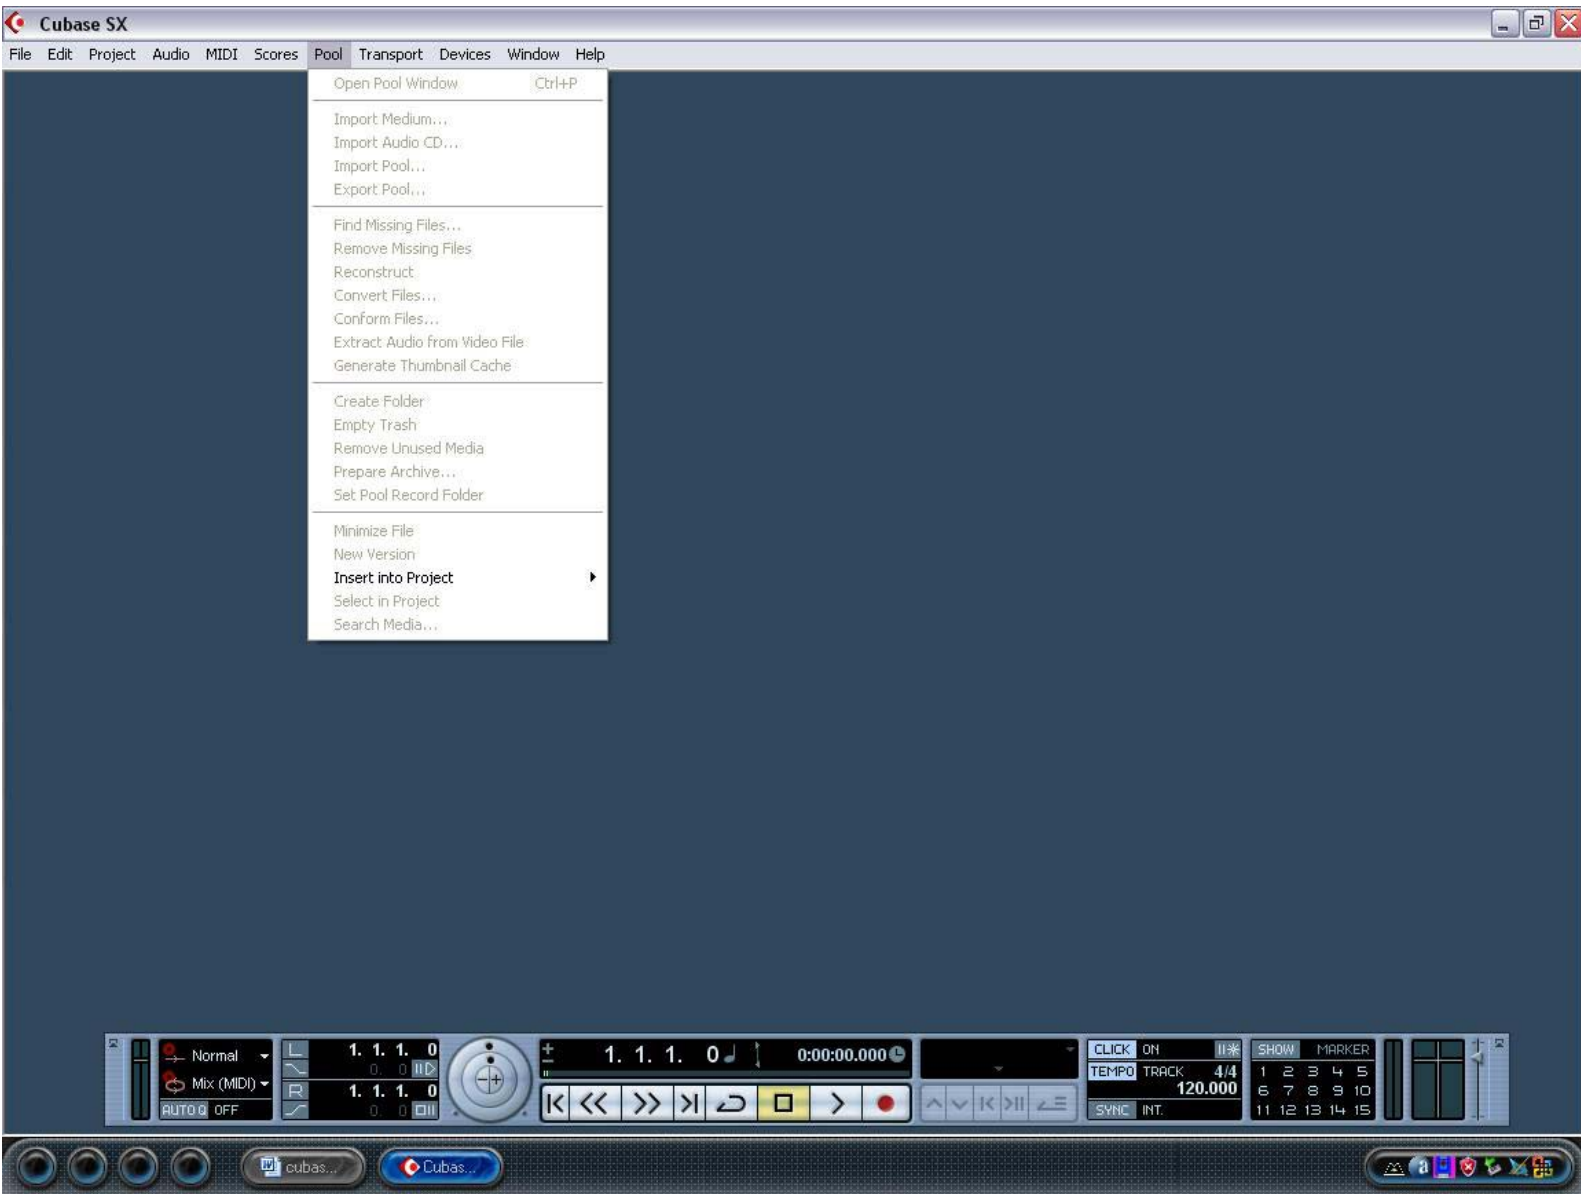 Cubase SX
File Edit Project Audio MIDI Scores Pool Transport Devices Window Help
Open Pool Window Ctrl+P
Import Medium...
Import Audio CD...
Import Pool...
Export Pool...
Find Missing Files...
Remove Missing Files
Reconstruct
Convert Files...
Conform Files...
Extract Audio from Video File
Generate Thumbnail Cache
Create Folder
Empty Trash
Remove Unused Media
Prepare Archive...
Set Pool Record Folder
Minimize File
New Version
Insert into Project
Select in Project
Search Media...
Normal
Mix (MIDI)
AUTO Q OFF
L 1. 1. 1. 0
0. 0
R 1. 1. 1. 0
0. 0
1. 1. 1. 0 0:00:00.000
CLICK ON
TEMPO TRACK 4/4
120.000
SYNC INT.
SHOW MARKER
1 2 3 4 5
6 7 8 9 10
11 12 13 14 15
cubas...
Cubas...
a